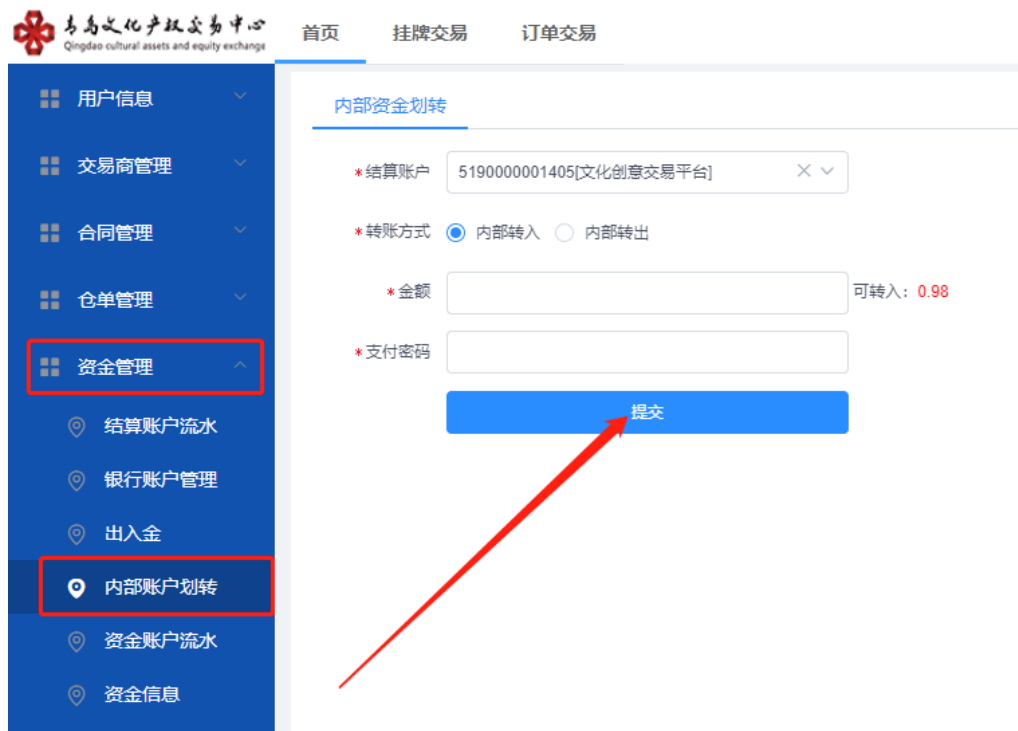 青岛文化产权交易中心
Qingdao cultural assets and equity exchange
首页 挂牌交易 订单交易
用户信息
交易商管理
合同管理
仓单管理
资金管理
结算账户流水
银行账户管理
出入金
内部账户划转
资金账户流水
资金信息
内部资金划转
*结算账户 5190000001405[文化创意交易平台]
*转账方式 内部转入 内部转出
*金额 可转入：0.98
*支付密码
提交